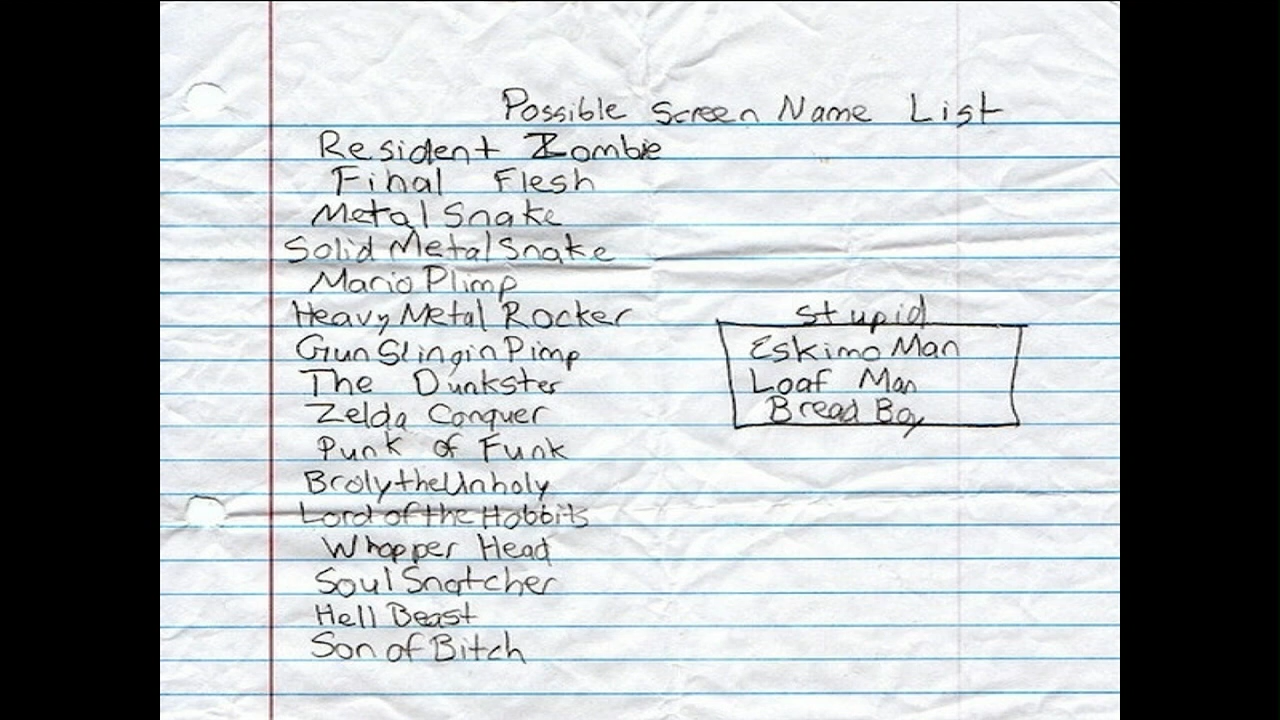 Possible Screen Name List
Resident Zombie
Final Flesh
Metal Snake
Solid Metal Snake
Mario Plimp
Heavy Metal Rocker
Gun Slingin Pimp
The Dunkster
Zelda Conquer
Punk of Funk
Broly the Unholy
Lord of the Hobbits
Whopper Head
Soul Snatcher
Hell Beast
Son of Bitch
Stupid
Eskimo Man
Loaf Man
Bread Boy